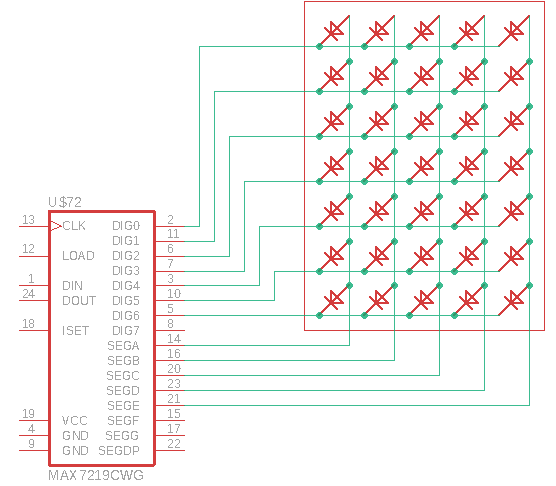 U$72
13 CLK DIG0 2
DIG1 11
12 LOAD DIG2 6
DIG3 7
1 DIN DIG4 3
24 DOUT DIG5 10
DIG6 5
18 ISET DIG7 8
SEGA 14
SEGB 16
SEGC 20
SEGD 23
SEGE 21
19 VCC SEGF 15
4 GND SEGG 17
9 GND SEGDP 22
MAX7219CWG